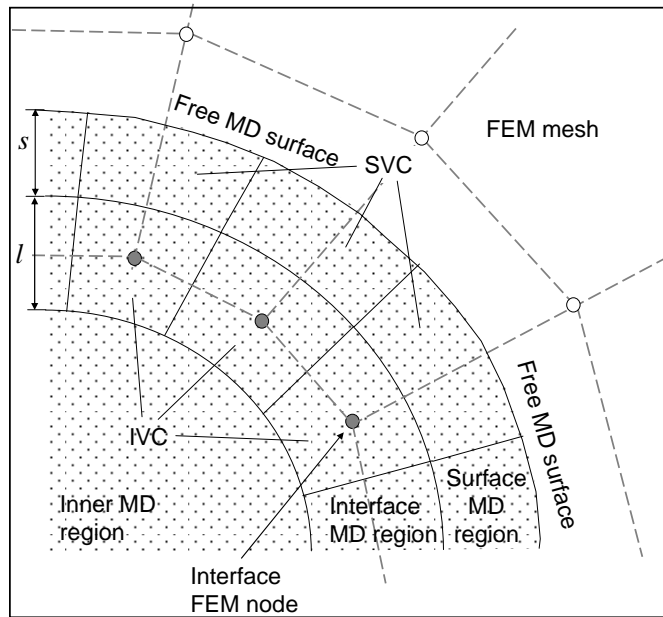 Free MD surface
FEM mesh
SVC
s
l
IVC
Free MD surface
Inner MD
region
Interface
MD region
Surface
MD
region
Interface
FEM node